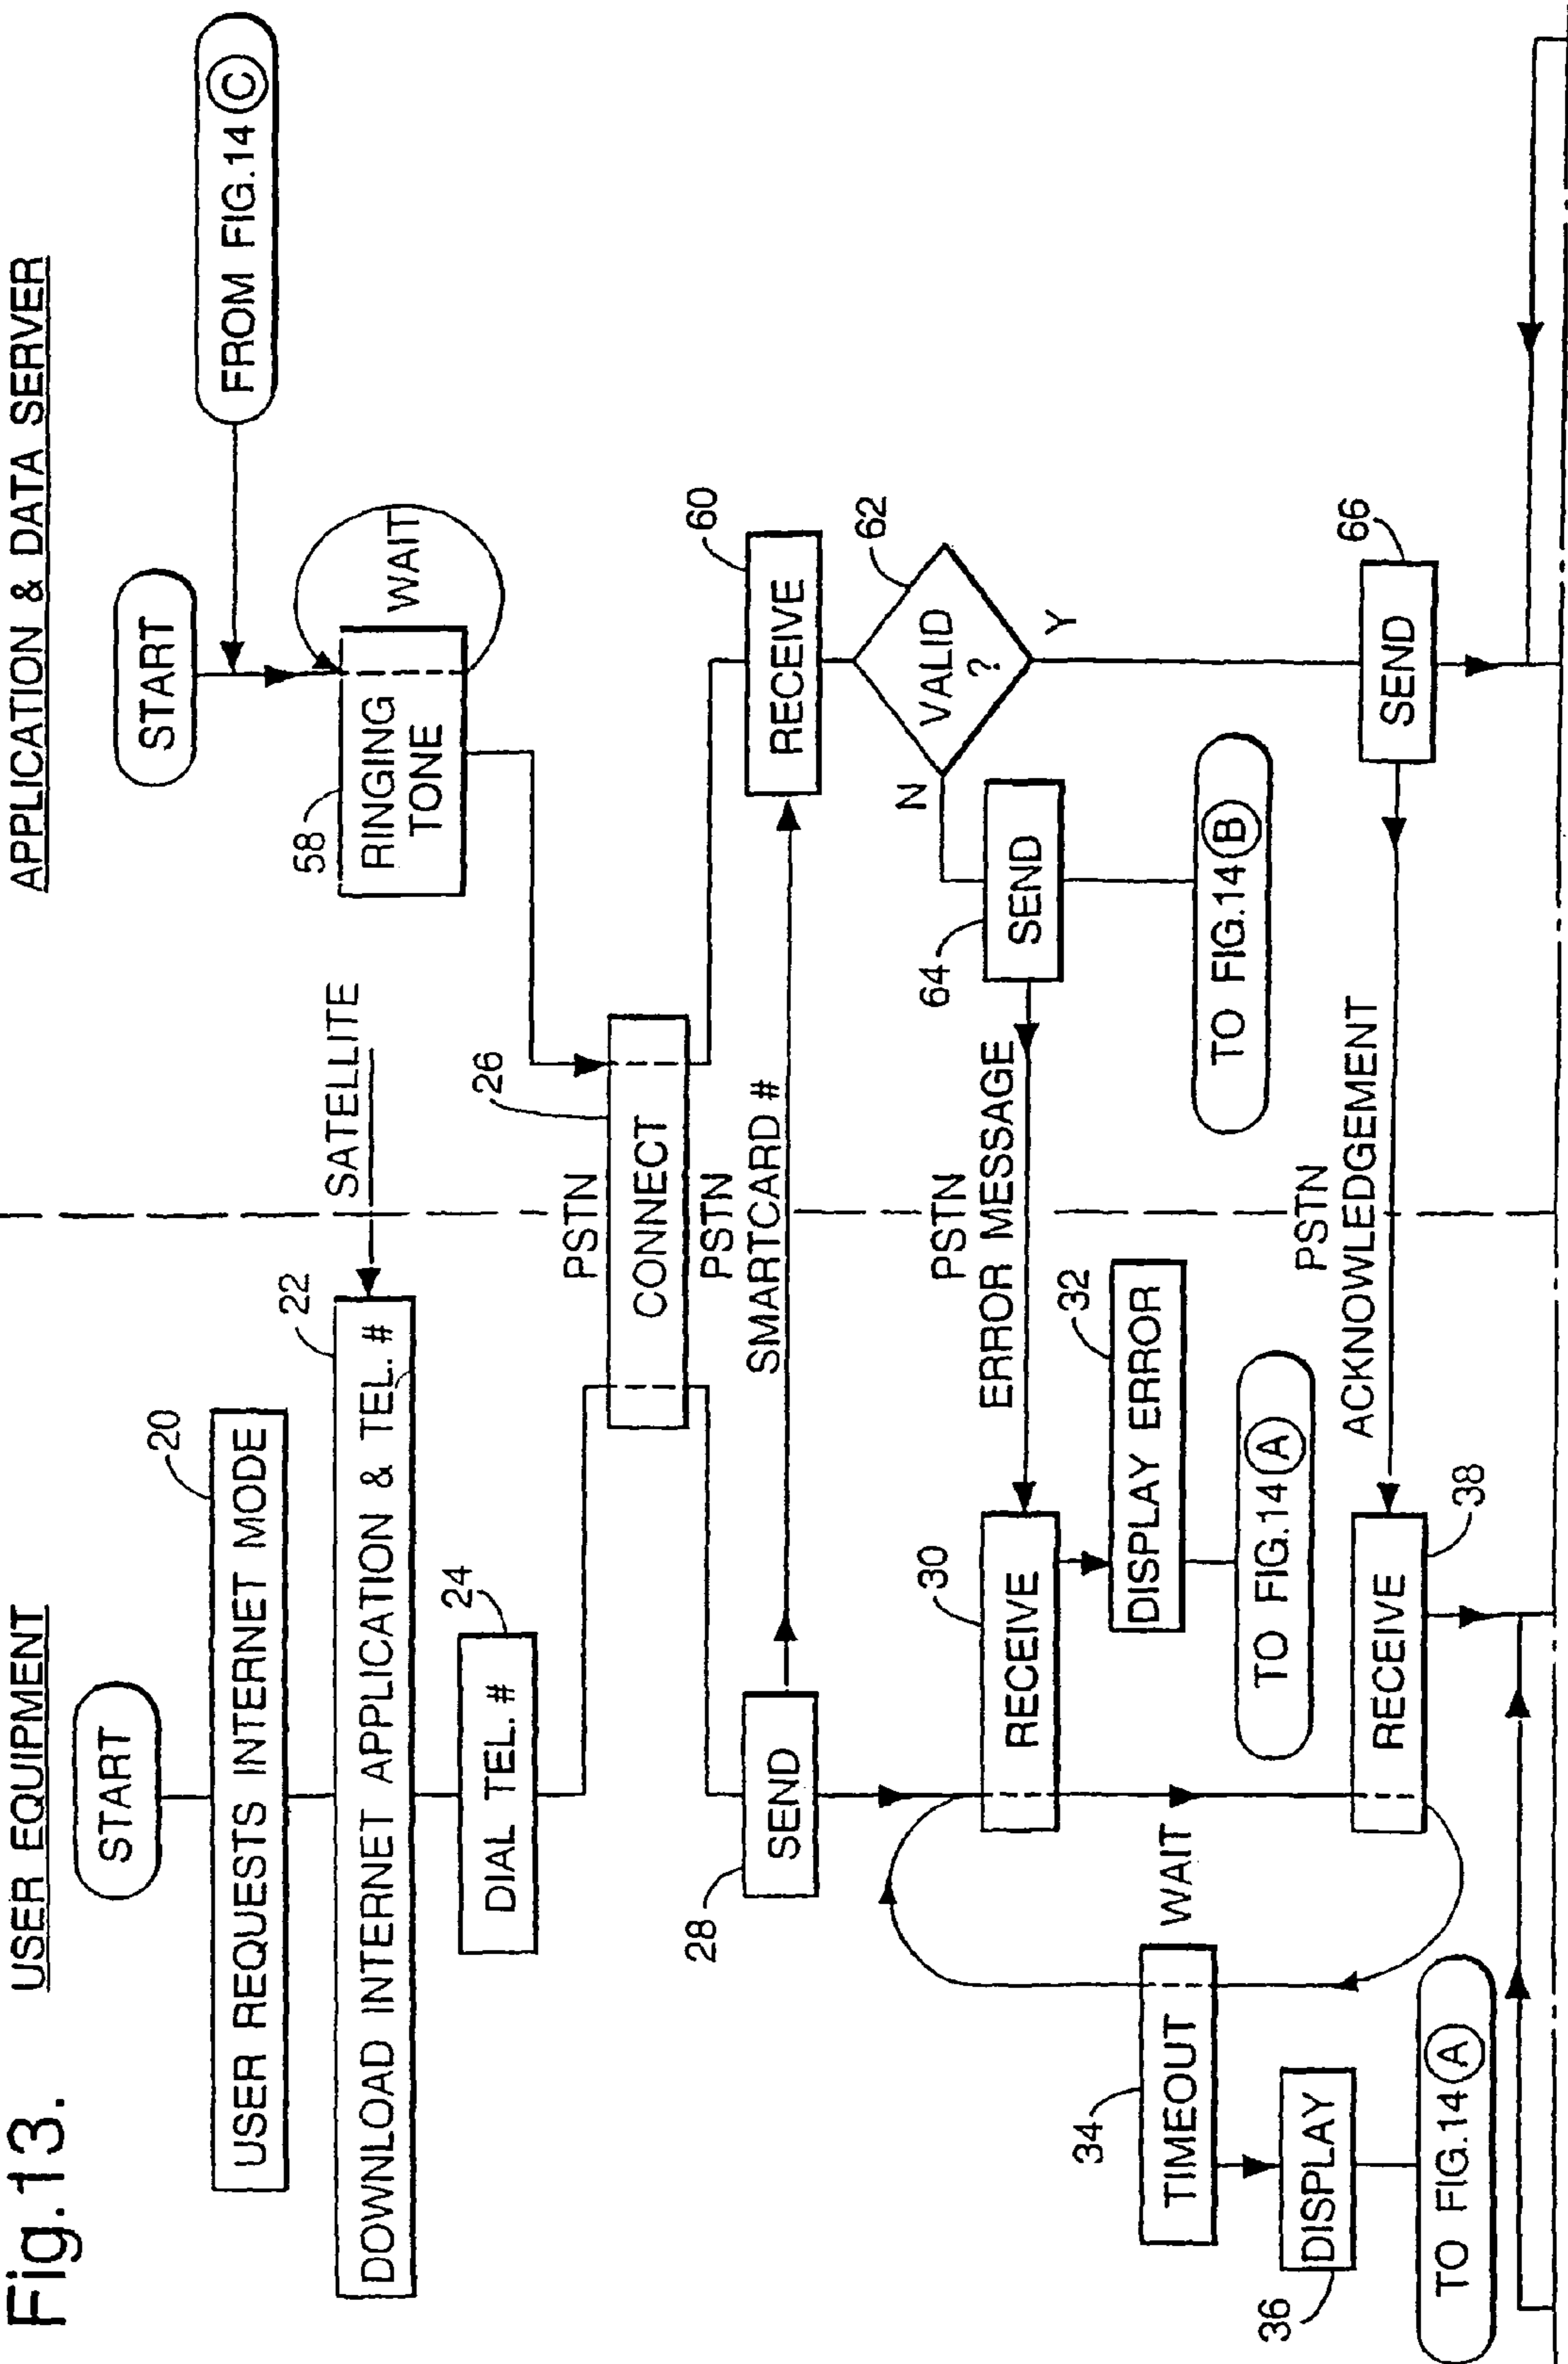 Fig.13.
USER EQUIPMENT
APPLICATION & DATA SERVER
START
START
FROM FIG.14 C
20
USER REQUESTS INTERNET MODE
22
SATELLITE
DOWNLOAD INTERNET APPLICATION & TEL. #
58
RINGING
TONE
WAIT
24
DIAL TEL. #
PSTN
26
CONNECT
PSTN
28
SEND
SMARTCARD #
60
RECEIVE
62
VALID
?
N
Y
30
RECEIVE
PSTN
ERROR MESSAGE
64
SEND
WAIT
34
TIMEOUT
32
DISPLAY ERROR
TO FIG.14 B
36
DISPLAY
TO FIG.14 A
PSTN
ACKNOWLEDGEMENT
38
RECEIVE
66
SEND
TO FIG.14 A